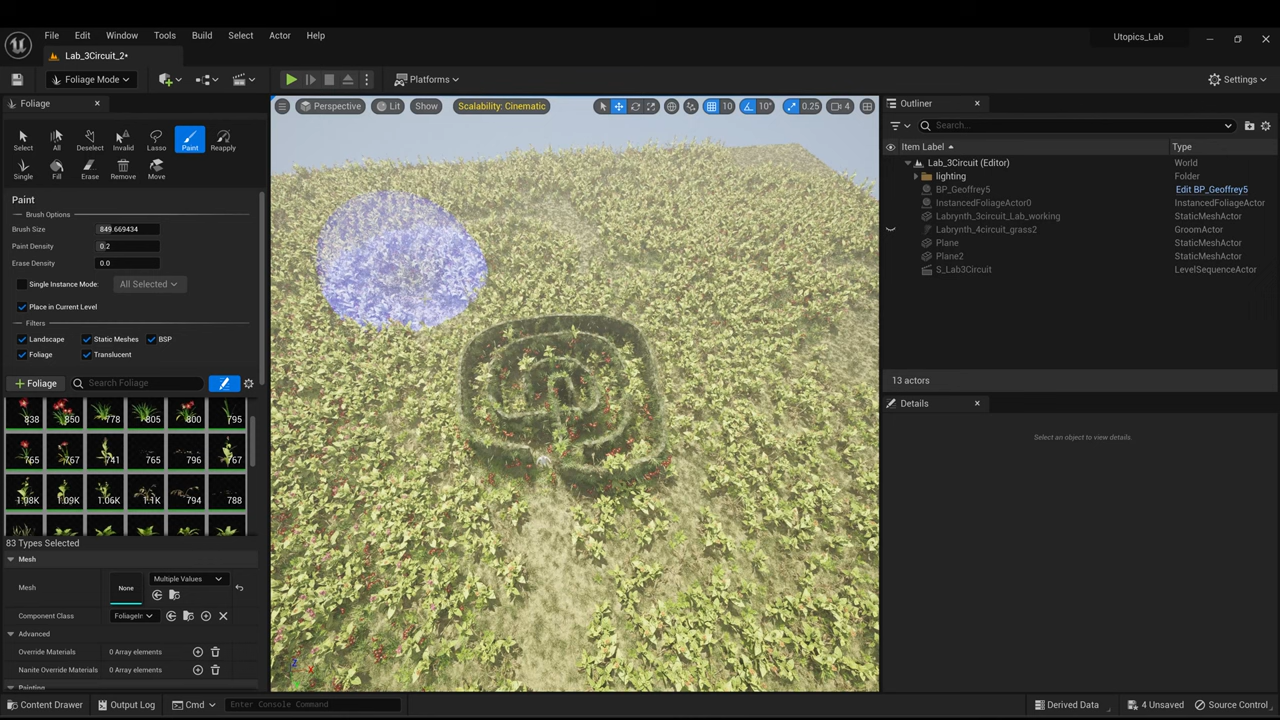 File Edit Window Tools Build Select Actor Help
Utopics_Lab
Lab_3Circuit_2•
Foliage Mode
Platforms
Settings
Foliage
Perspective Lit Show Scalability: Cinematic 10 10° 0.25 4
Outliner
Search...
Select All Deselect Invalid Lasso Paint Reapply
Single Fill Erase Remove Move
Item Label Type
Lab_3Circuit (Editor) World
lighting Folder
BP_Geoffrey5 Edit BP_Geoffrey5
InstancedFoliageActor0 InstancedFoliageActor
Labrynth_3circuit_Lab_working StaticMeshActor
Labrynth_4circuit_grass2 GroomActor
Plane StaticMeshActor
Plane2 StaticMeshActor
S_Lab3Circuit LevelSequenceActor
13 actors
Details
Select an object to view details.
Paint
Brush Options
Brush Size 849.669434
Paint Density 0.2
Erase Density 0.0
Single Instance Mode: All Selected
Place in Current Level
Filters
Landscape Static Meshes BSP
Foliage Translucent
+ Foliage Search Foliage
838 850 778 805 800 795
765 767 741 765 796 767
1.08K 1.09K 1.06K 1.1K 794 788
83 Types Selected
Mesh
Mesh None Multiple Values
Component Class FoliageIn
Advanced
Override Materials 0 Array elements
Nanite Override Materials 0 Array elements
Painting
Content Drawer Output Log Cmd Enter Console Command
Derived Data 4 Unsaved Source Control